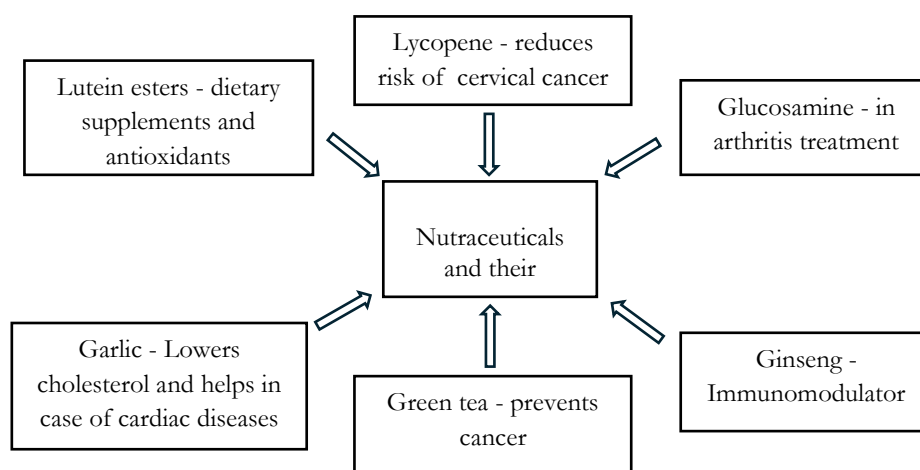 Lycopene - reduces
risk of cervical cancer
Lutein esters - dietary
supplements and
antioxidants
Glucosamine - in
arthritis treatment
Nutraceuticals
and their
Garlic - Lowers
cholesterol and helps in
case of cardiac diseases
Green tea - prevents
cancer
Ginseng -
Immunomodulator